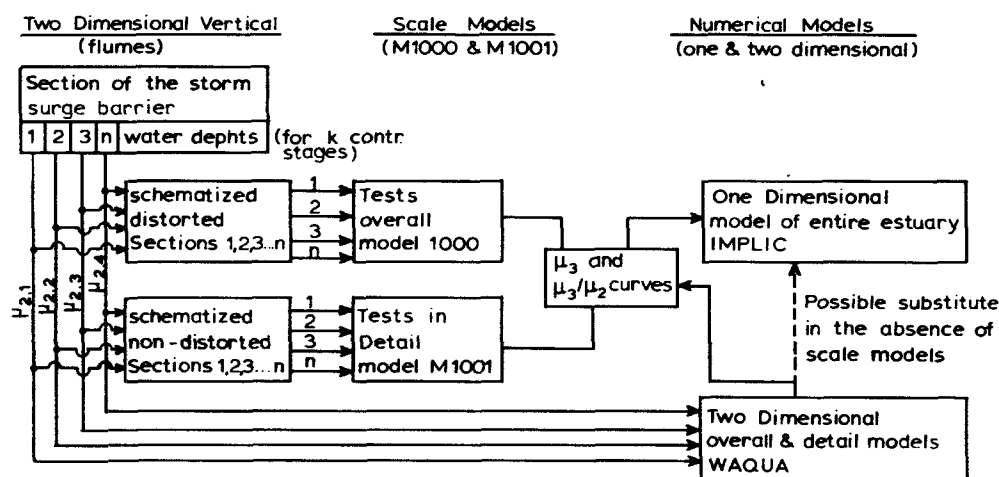 Two Dimensional Vertical
(flumes)
Scale Models
(M1000 & M1001)
Numerical Models
(one & two dimensional)
Section of the storm
surge barrier
1 2 3 n water dephts
(for k contr.
stages)
μ2,1
μ2,2
μ2,3
μ2,4
schematized
distorted
Sections 1,2,3...n
1
2
3
n
Tests
overall
model 1000
schematized
non-distorted
Sections 1,2,3...n
1
2
3
n
Tests in
Detail
model M1001
μ3 and
μ3/μ2 curves
One Dimensional
model of entire estuary
IMPLIC
Possible substitute
in the absence of
scale models
Two Dimensional
overall & detail models
WAQUA